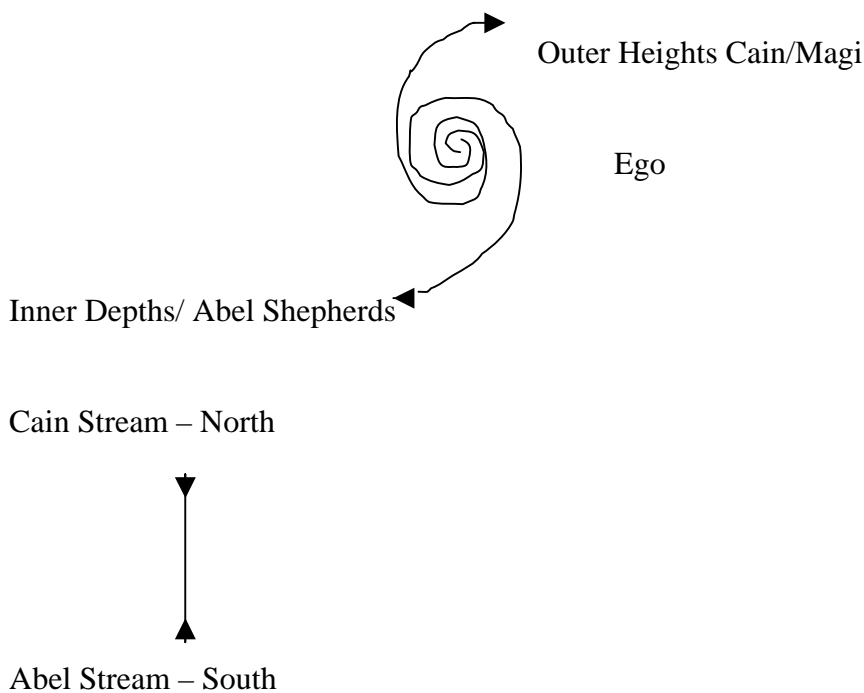 Outer Heights Cain/Magi
Ego
Inner Depths/ Abel Shepherds
Cain Stream – North
Abel Stream – South